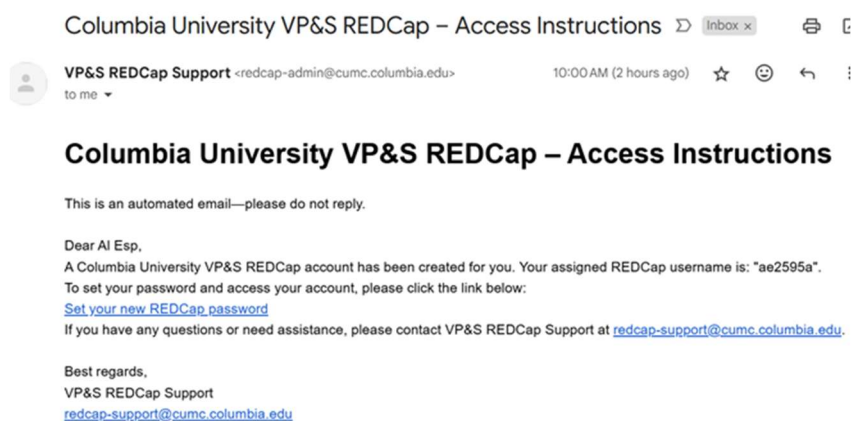 Columbia University VP&S REDCap – Access Instructions Inbox ×
VP&S REDCap Support <redcap-admin@cumc.columbia.edu> 10:00 AM (2 hours ago)
to me
Columbia University VP&S REDCap – Access Instructions
This is an automated email—please do not reply.
Dear Al Esp,
A Columbia University VP&S REDCap account has been created for you. Your assigned REDCap username is: "ae2595a".
To set your password and access your account, please click the link below:
Set your new REDCap password
If you have any questions or need assistance, please contact VP&S REDCap Support at redcap-support@cumc.columbia.edu.
Best regards,
VP&S REDCap Support
redcap-support@cumc.columbia.edu